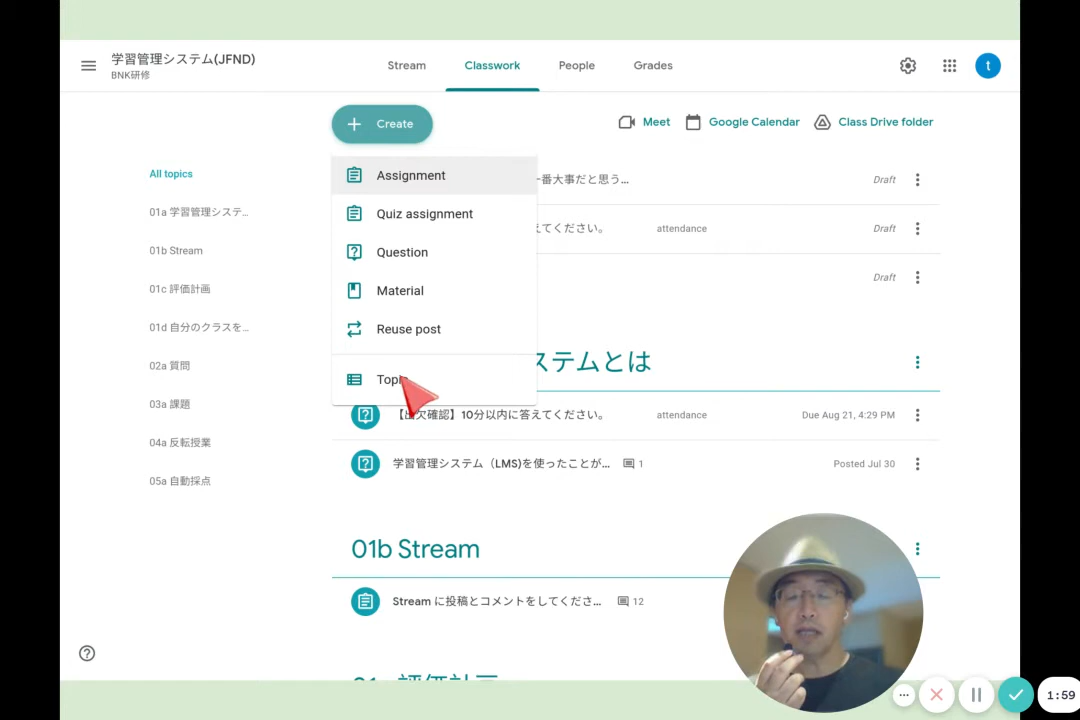 学習管理システム(JFND)
BNK研修
Stream
Classwork
People
Grades
t
Create
Meet
Google Calendar
Class Drive folder
All topics
01a 学習管理システ...
01b Stream
01c 評価計画
01d 自分のクラスを...
02a 質問
03a 課題
04a 反転授業
05a 自動採点
Assignment
Quiz assignment
Question
Material
Reuse post
Topic
一番大事だと思う...
Draft
えてください。
attendance
Draft
Draft
ステムとは
【出欠確認】10分以内に答えてください。
attendance
Due Aug 21, 4:29 PM
学習管理システム（LMS)を使ったことが...
1
Posted Jul 30
01b Stream
Stream に投稿とコメントをしてくださ...
12
1:59